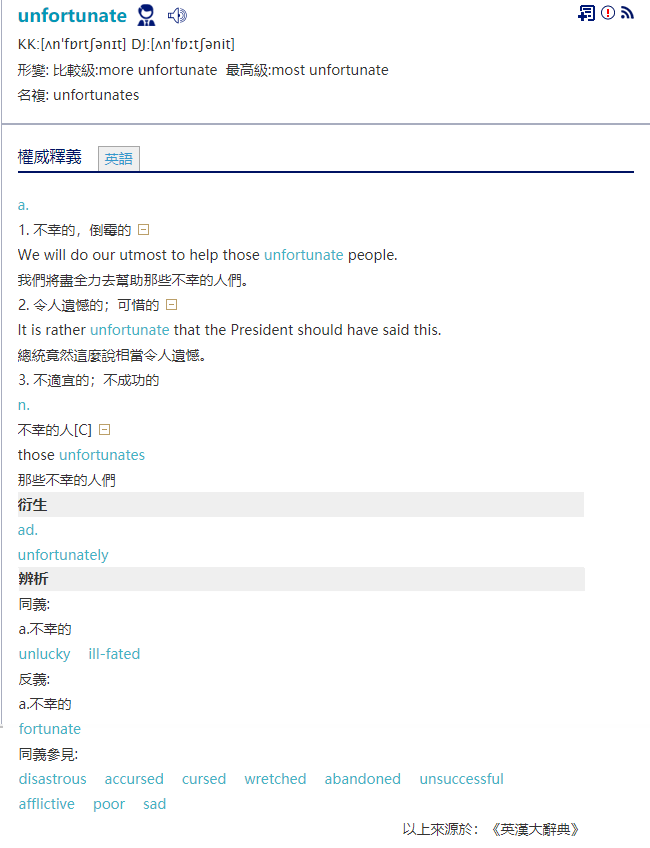 unfortunate
KK:[ʌnˈfɒrtʃənɪt] DJ:[ʌnˈfɒːtʃənit]
形變: 比較級:more unfortunate 最高級:most unfortunate
名複: unfortunates
權威釋義 英語
a.
1. 不幸的，倒霉的
We will do our utmost to help those unfortunate people.
我們將盡全力去幫助那些不幸的人們。
2. 令人遺憾的；可惜的
It is rather unfortunate that the President should have said this.
總統竟然這麼說相當令人遺憾。
3. 不適宜的；不成功的
n.
不幸的人[C]
those unfortunates
那些不幸的人們
衍生
ad.
unfortunately
辨析
同義:
a.不幸的
unlucky ill-fated
反義:
a.不幸的
fortunate
同義參見:
disastrous accursed cursed wretched abandoned unsuccessful
afflictive poor sad
以上來源於：《英漢大辭典》